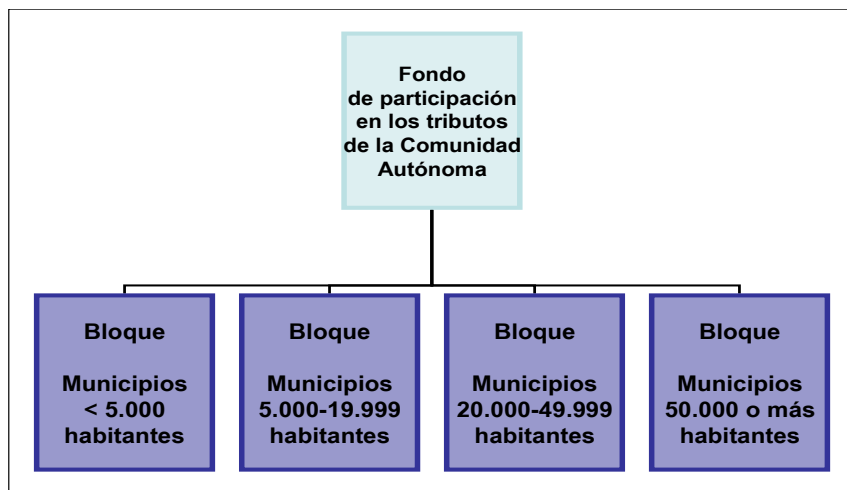 Fondo
de participación
en los tributos
de la Comunidad
Autónoma
Bloque
Municipios
< 5.000
habitantes
Bloque
Municipios
5.000-19.999
habitantes
Bloque
Municipios
20.000-49.999
habitantes
Bloque
Municipios
50.000 o más
habitantes